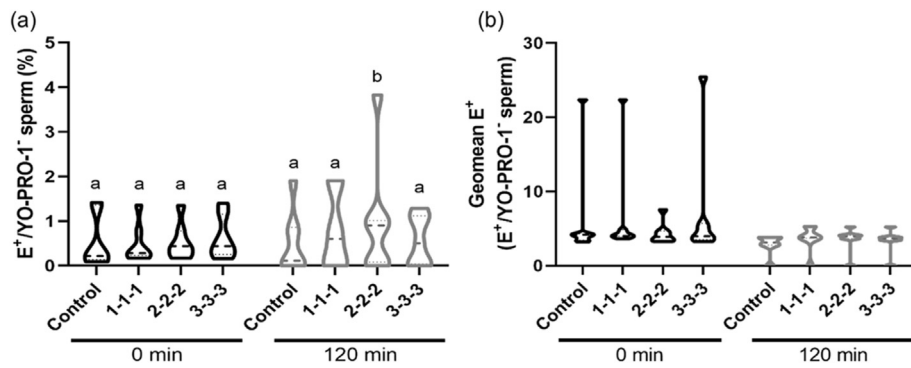 (a)
E⁺/YO-PRO-1⁻ sperm (%)
5
4
3
2
1
0
a a a a a a b a
Control 1-1-1 2-2-2 3-3-3 Control 1-1-1 2-2-2 3-3-3
0 min 120 min
(b)
Geomean E⁺
(E⁺/YO-PRO-1⁻ sperm)
30
20
10
0
Control 1-1-1 2-2-2 3-3-3 Control 1-1-1 2-2-2 3-3-3
0 min 120 min